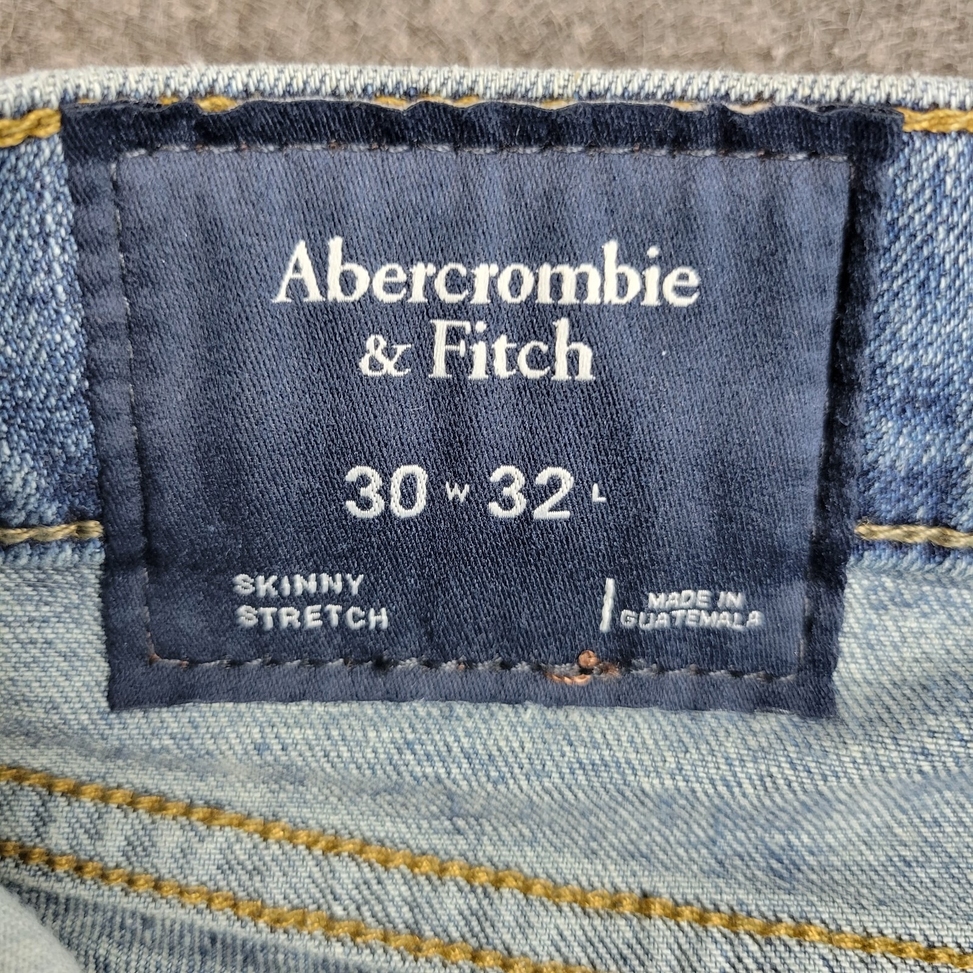 Abercrombie
& Fitch
30 W 32 L
SKINNY
STRETCH
MADE IN
GUATEMALA